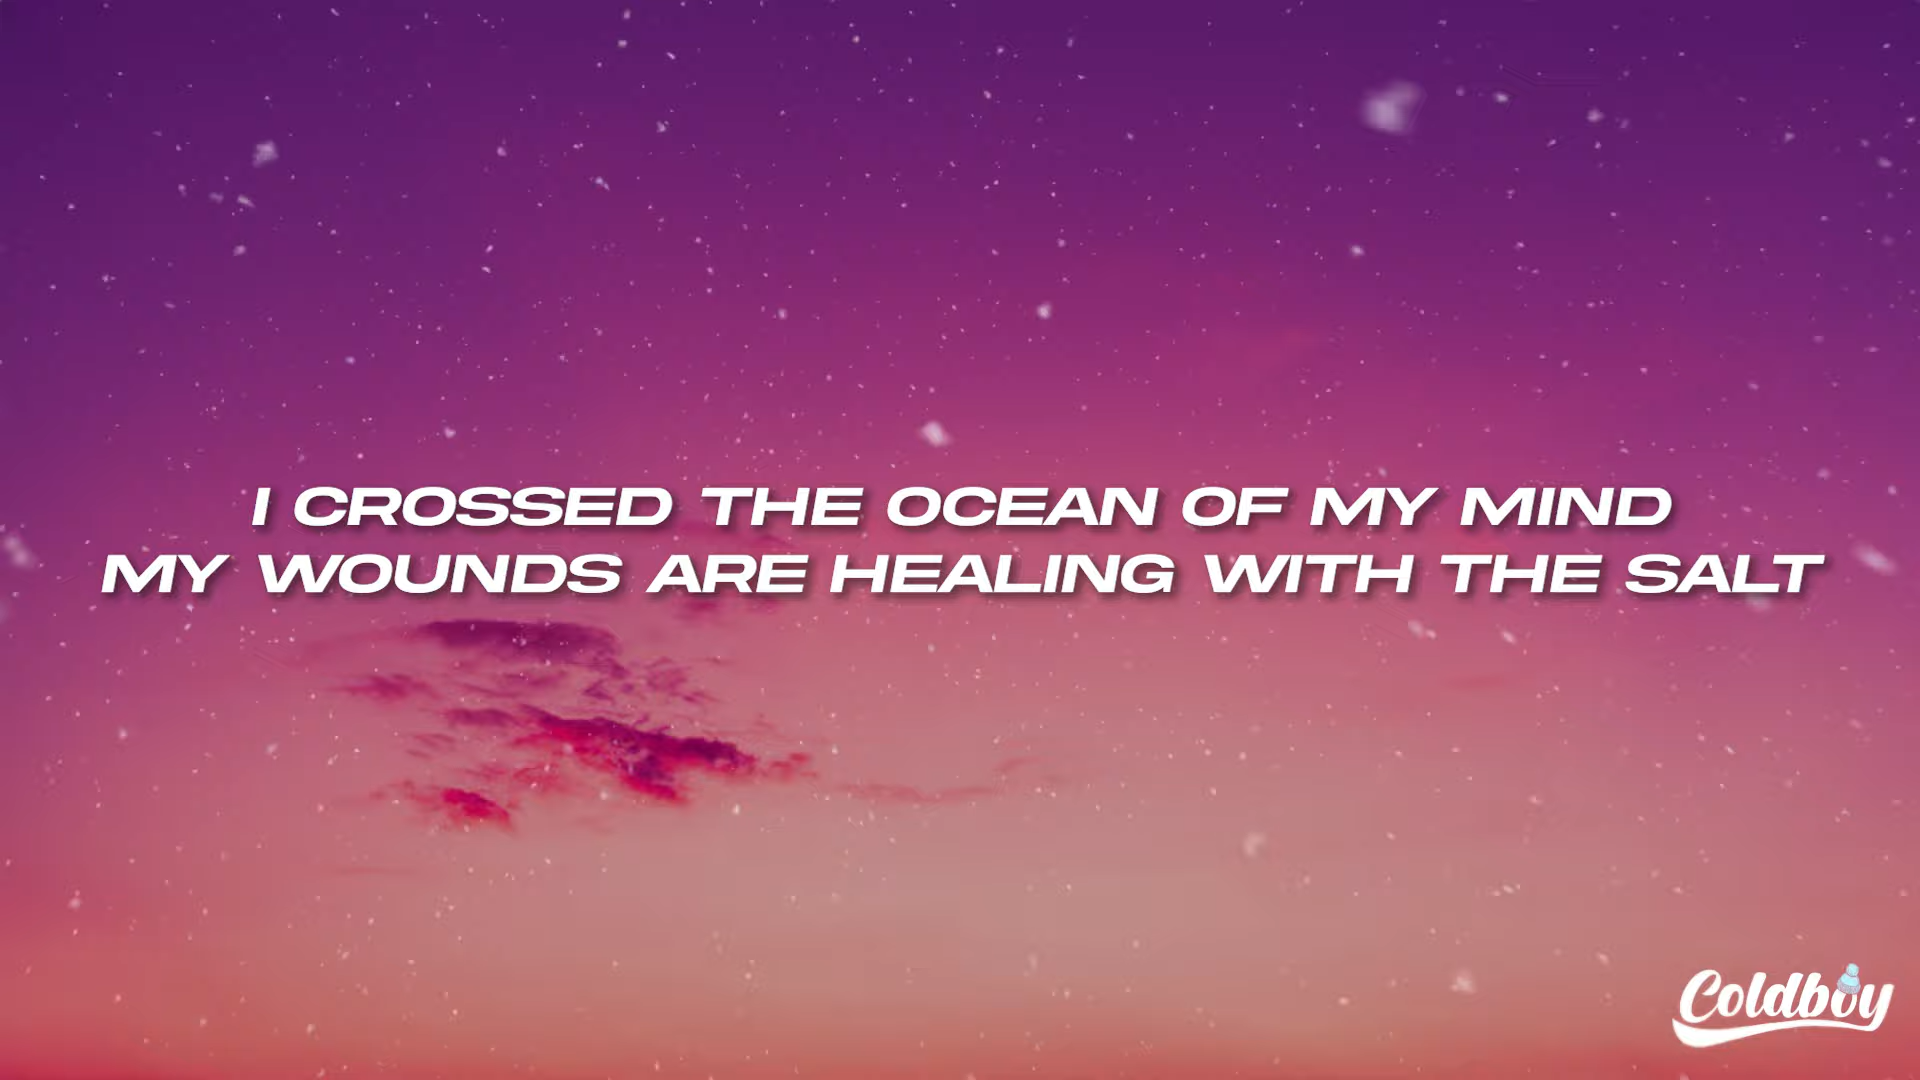 I CROSSED THE OCEAN OF MY MIND
MY WOUNDS ARE HEALING WITH THE SALT
Coldboy